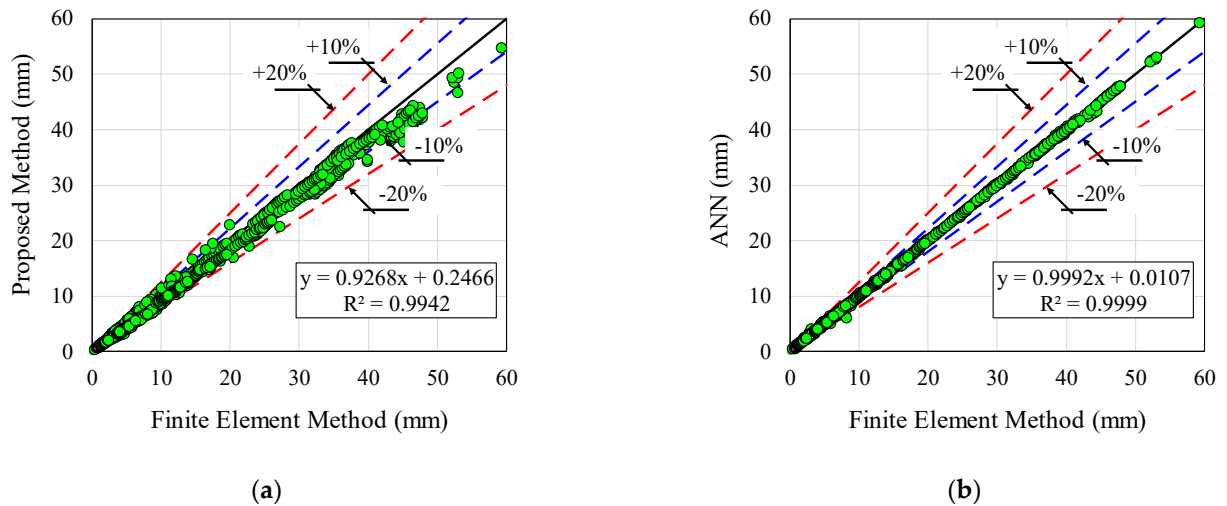 60
50
40
30
20
10
0
Proposed Method (mm)
+10%
+20%
-10%
-20%
y = 0.9268x + 0.2466
R² = 0.9942
0 10 20 30 40 50 60
Finite Element Method (mm)
(a)
60
50
40
30
20
10
0
ANN (mm)
+10%
+20%
-10%
-20%
y = 0.9992x + 0.0107
R² = 0.9999
0 10 20 30 40 50 60
Finite Element Method (mm)
(b)